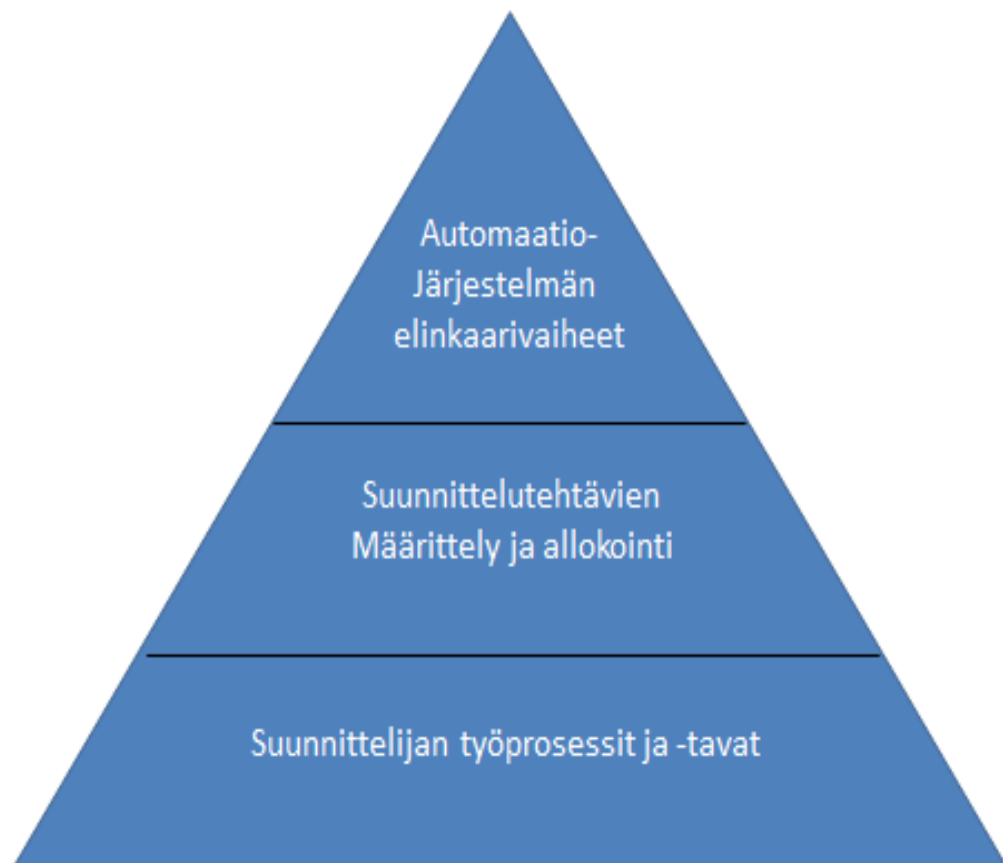 Automaatio-
Järjestelmän
elinkaarivaiheet
Suunnittelutehtävien
Määrittely ja allokointi
Suunnittelijan työprosessit ja -tavat